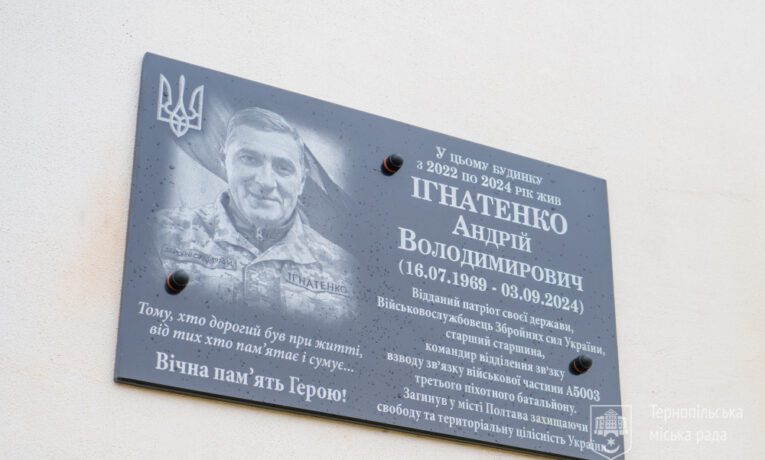 У цьому будинку
з 2022 по 2024 рік жив
ІГНАТЕНКО
Андрій
Володимирович
(16.07.1969 - 03.09.2024)
Відданий патріот своєї держави,
Військовослужбовець Збройних сил України,
старший старшина,
командир відділення зв'язку
взводу зв'язку військової частини А5003
третього піхотного батальйону.
Загинув у місті Полтава захищаючи
свободу та територіальну цілісність України
ІГНАТЕНКО
Тому, хто дорогий був при житті,
від тих хто пам'ятає і сумує...
Вічна пам'ять Герою!
Тернопільська
міська рада